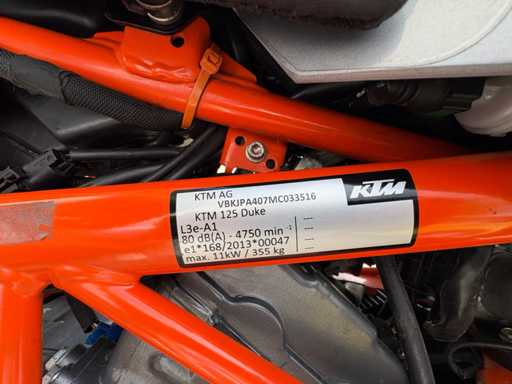 KTM AG
VBKJPA407MC033516
KTM 125 Duke
L3e-A1
80 dB(A) - 4750 min⁻¹
e1*168/2013*00047
max. 11kW / 355 kg
---
---
---
KTM